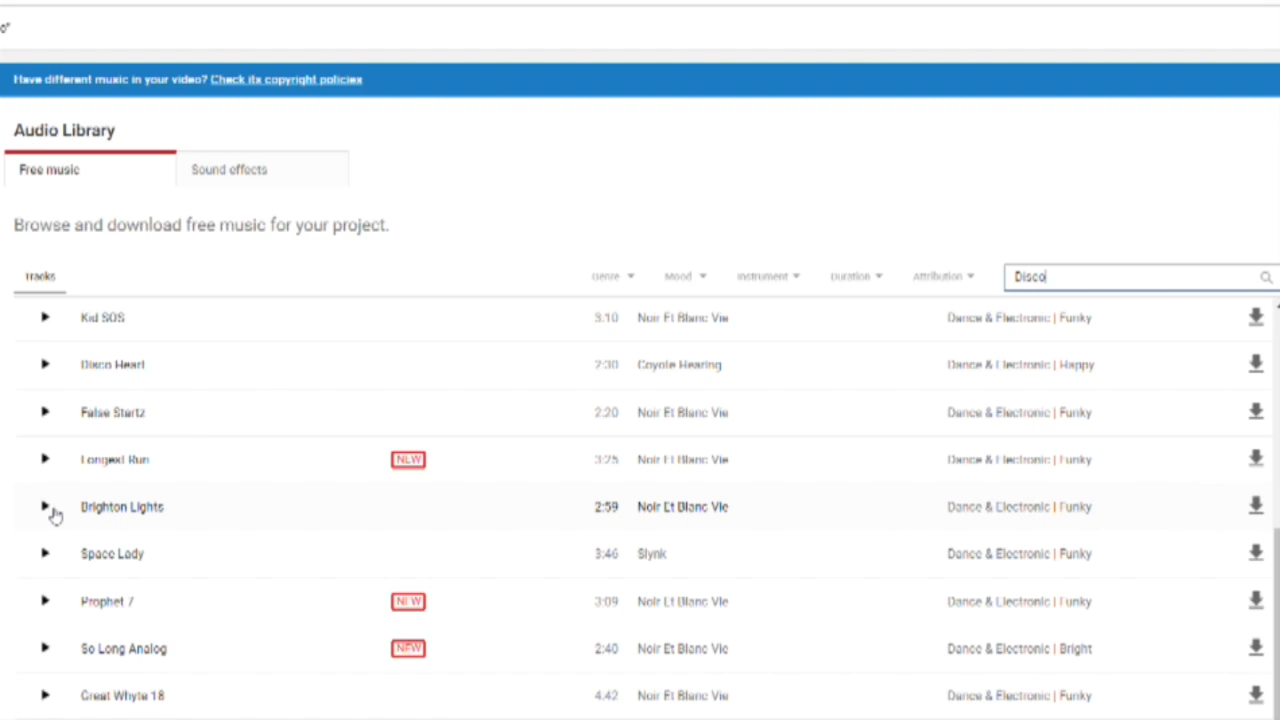 o"
Have different music in your video? Check its copyright policies
Audio Library
Free music Sound effects
Browse and download free music for your project.
Tracks Genre Mood Instrument Duration Attribution Disco
Kid SOS 3:10 Noir Et Blanc Vie Dance & Electronic | Funky
Disco Heart 2:30 Coyote Hearing Dance & Electronic | Happy
False Startz 2:20 Noir Et Blanc Vie Dance & Electronic | Funky
Longest Run NEW 3:25 Noir Et Blanc Vie Dance & Electronic | Funky
Brighton Lights 2:59 Noir Et Blanc Vie Dance & Electronic | Funky
Space Lady 3:46 Slynk Dance & Electronic | Funky
Prophet 7 NEW 3:09 Noir Et Blanc Vie Dance & Electronic | Funky
So Long Analog NEW 2:40 Noir Et Blanc Vie Dance & Electronic | Bright
Great Whyte 18 4:42 Noir Et Blanc Vie Dance & Electronic | Funky